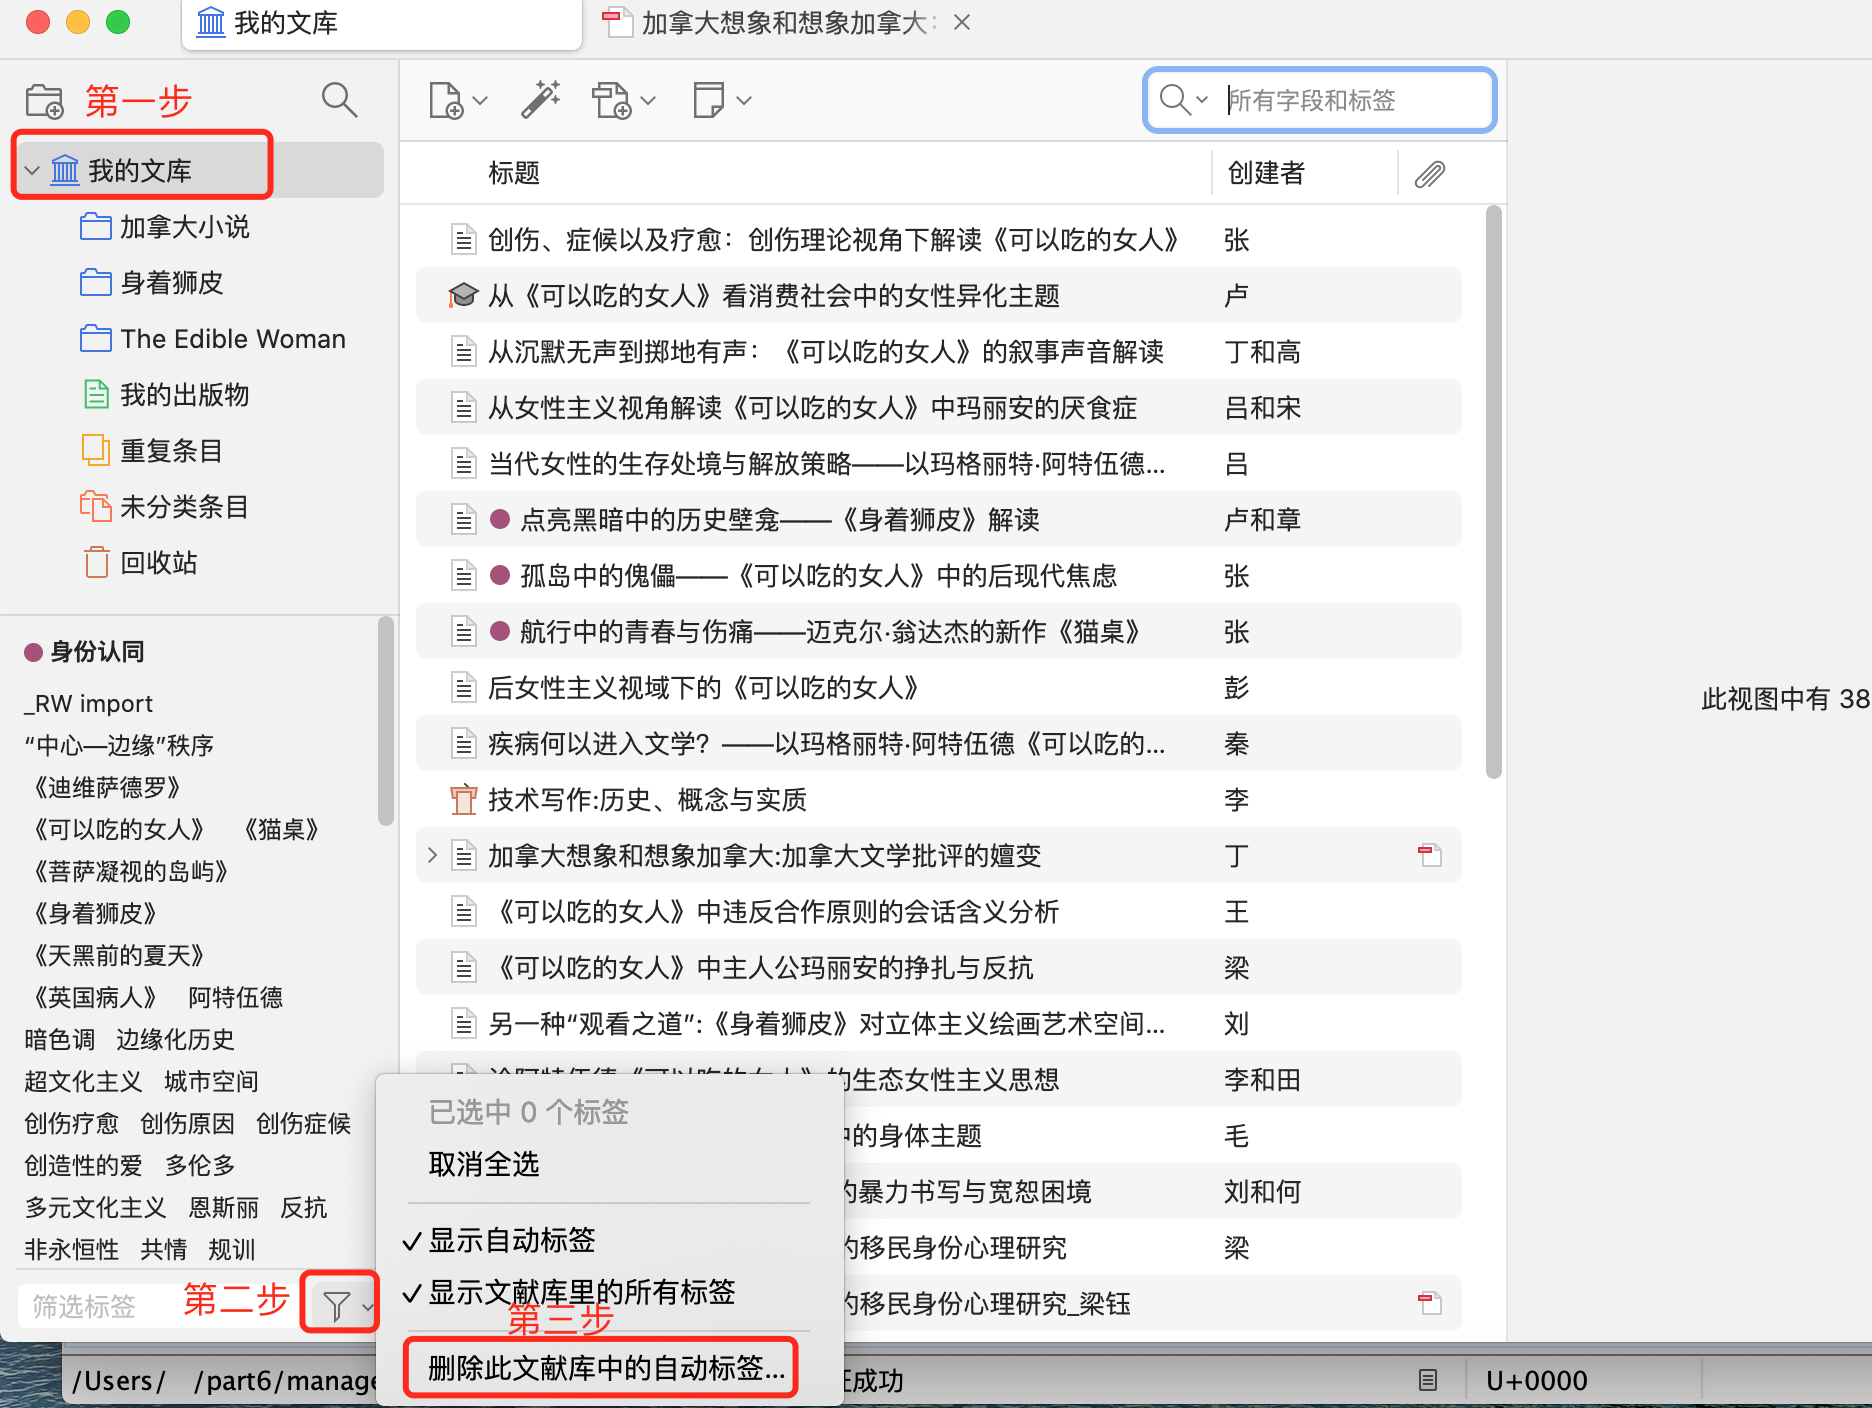 我的文库
加拿大想象和想象加拿大:
第一步
所有字段和标签
我的文库
加拿大小说
身着狮皮
The Edible Woman
我的出版物
重复条目
未分类条目
回收站
身份认同
_RW import
“中心—边缘”秩序
《迪维萨德罗》
《可以吃的女人》 《猫桌》
《菩萨凝视的岛屿》
《身着狮皮》
《天黑前的夏天》
《英国病人》 阿特伍德
暗色调 边缘化历史
超文化主义 城市空间
创伤疗愈 创伤原因 创伤症候
创造性的爱 多伦多
多元文化主义 恩斯丽 反抗
非永恒性 共情 规训
筛选标签
第二步
标题 创建者
创伤、症候以及疗愈：创伤理论视角下解读《可以吃的女人》 张
从《可以吃的女人》看消费社会中的女性异化主题 卢
从沉默无声到掷地有声：《可以吃的女人》的叙事声音解读 丁和高
从女性主义视角解读《可以吃的女人》中玛丽安的厌食症 吕和宋
当代女性的生存处境与解放策略——以玛格丽特·阿特伍德... 吕
点亮黑暗中的历史壁龛——《身着狮皮》解读 卢和章
孤岛中的傀儡——《可以吃的女人》中的后现代焦虑 张
航行中的青春与伤痛——迈克尔·翁达杰的新作《猫桌》 张
后女性主义视域下的《可以吃的女人》 彭
疾病何以进入文学？——以玛格丽特·阿特伍德《可以吃的... 秦
技术写作:历史、概念与实质 李
加拿大想象和想象加拿大:加拿大文学批评的嬗变 丁
《可以吃的女人》中违反合作原则的会话含义分析 王
《可以吃的女人》中主人公玛丽安的挣扎与反抗 梁
另一种“观看之道”:《身着狮皮》对立体主义绘画艺术空间... 刘
论阿特伍德《可以吃的女人》的生态女性主义思想 李和田
中的身体主题 毛
的暴力书写与宽恕困境 刘和何
的移民身份心理研究 梁
的移民身份心理研究_梁钰
已选中 0 个标签
取消全选
✓显示自动标签
✓显示文献库里的所有标签
第三步
删除此文献库中的自动标签...
此视图中有 38
/Users/ /part6/manage
成功
U+0000